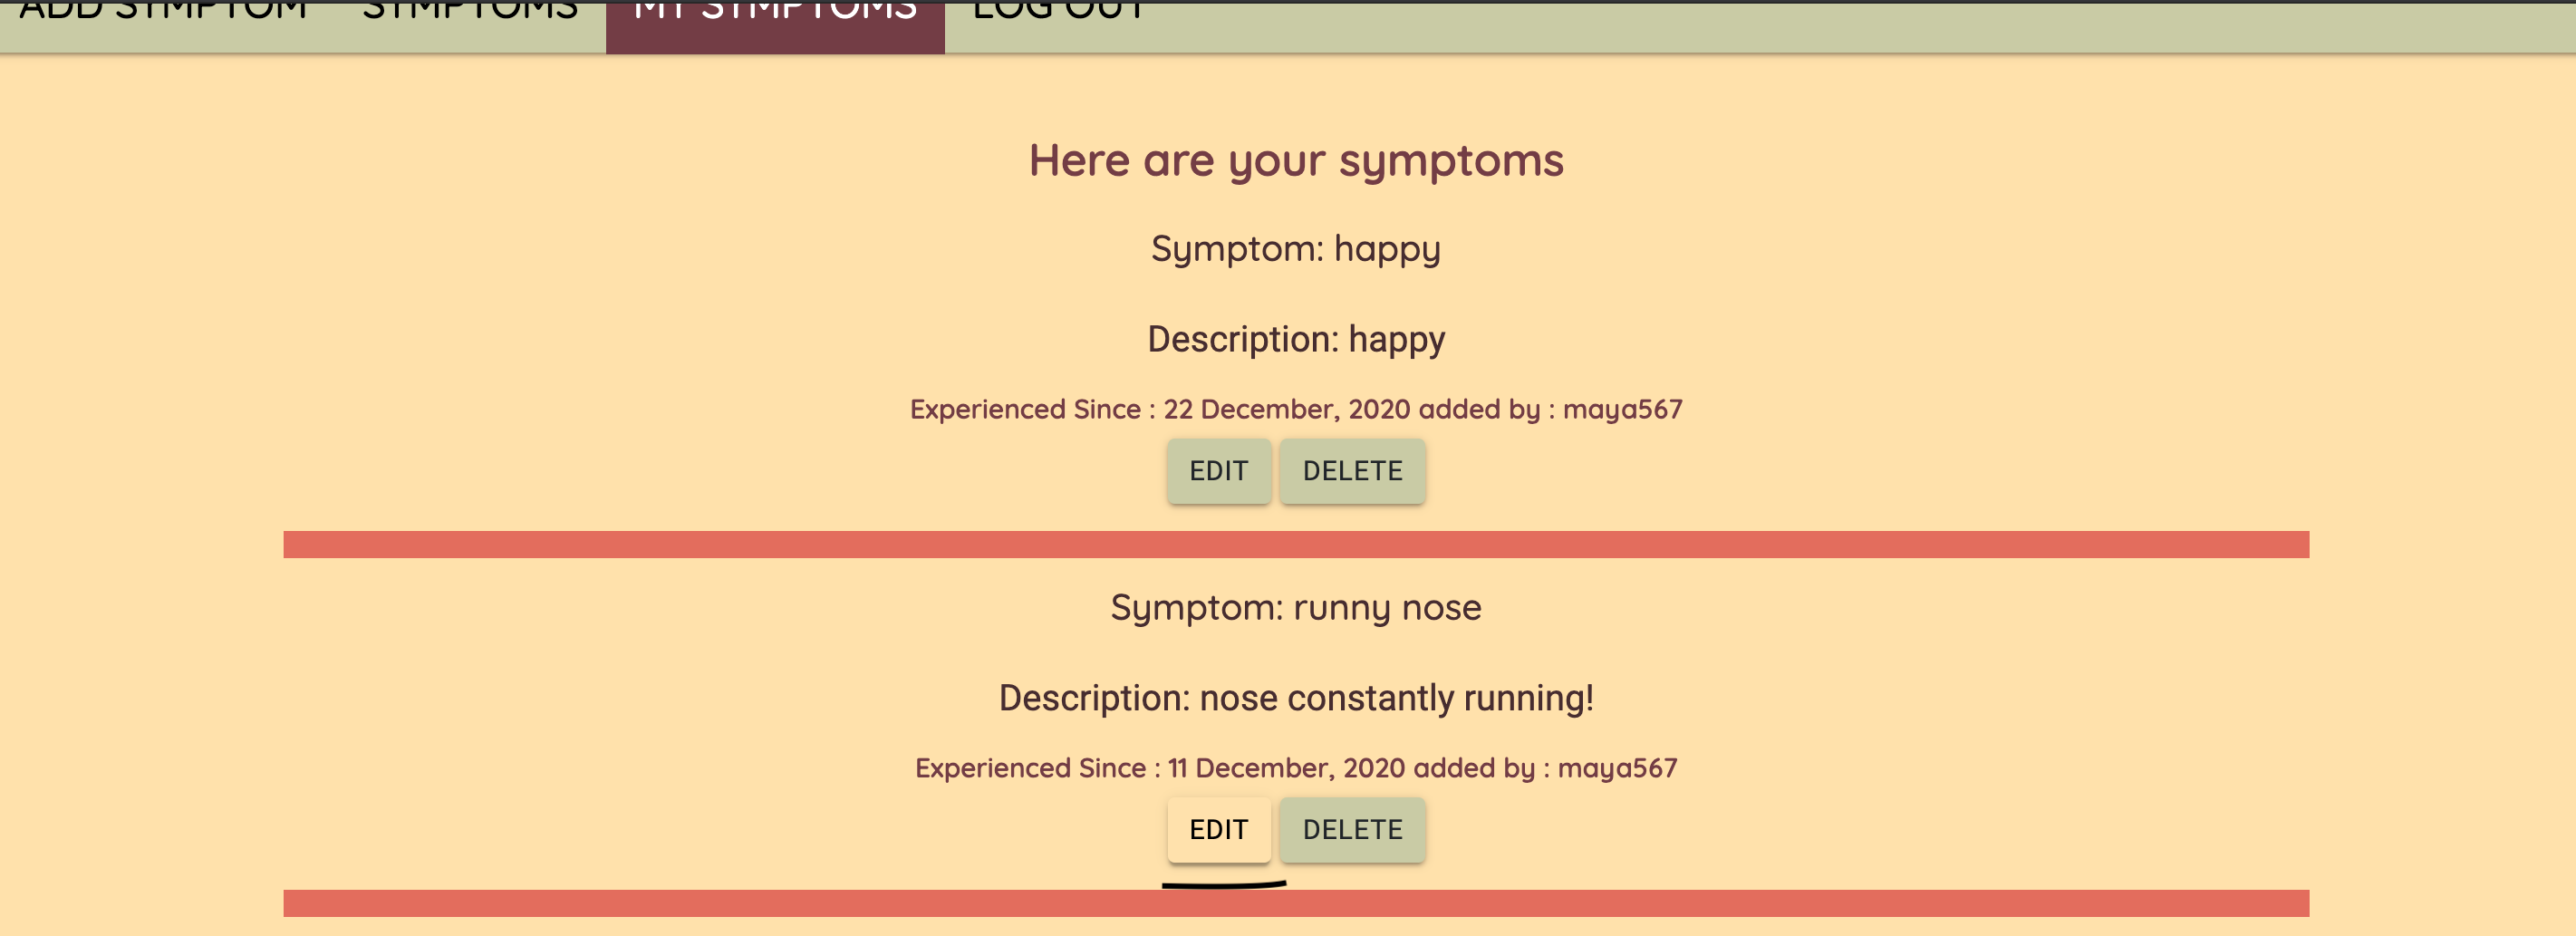 ADD SYMPTOM SYMPTOMS MY SYMPTOMS LOG OUT
Here are your symptoms
Symptom: happy
Description: happy
Experienced Since : 22 December, 2020 added by : maya567
EDIT DELETE
Symptom: runny nose
Description: nose constantly running!
Experienced Since : 11 December, 2020 added by : maya567
EDIT DELETE